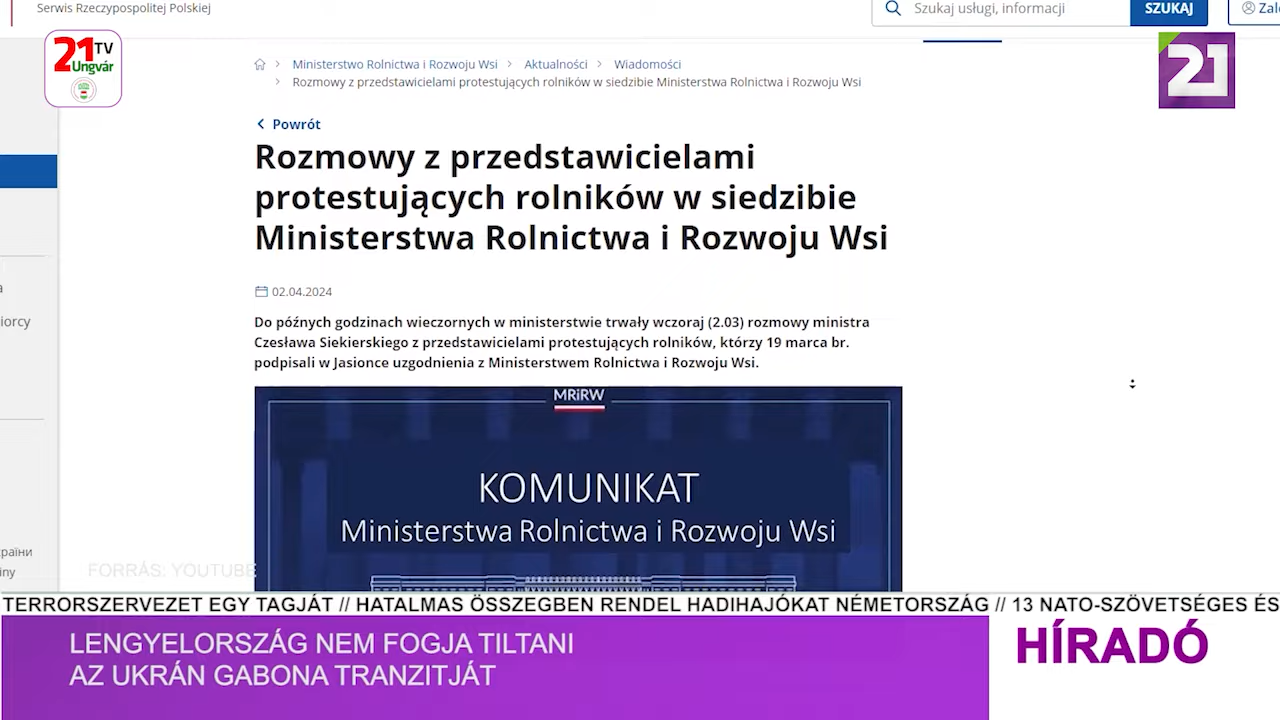 Serwis Rzeczypospolitej Polskiej
Szukaj usługi, informacji
SZUKAJ
21 TV
Ungvár
21
Ministerstwo Rolnictwa i Rozwoju Wsi > Aktualności > Wiadomości
> Rozmowy z przedstawicielami protestujących rolników w siedzibie Ministerstwa Rolnictwa i Rozwoju Wsi
Powrót
Rozmowy z przedstawicielami
protestujących rolników w siedzibie
Ministerstwa Rolnictwa i Rozwoju Wsi
02.04.2024
Do późnych godzinach wieczornych w ministerstwie trwały wczoraj (2.03) rozmowy ministra
Czesława Siekierskiego z przedstawicielami protestujących rolników, którzy 19 marca br.
podpisali w Jasionce uzgodnienia z Ministerstwem Rolnictwa i Rozwoju Wsi.
MRiRW
KOMUNIKAT
Ministerstwa Rolnictwa i Rozwoju Wsi
FORRÁS: YOUTUBE
TERRORSZERVEZET EGY TAGJÁT // HATALMAS ÖSSZEGBEN RENDEL HADIHAJÓKAT NÉMETORSZÁG // 13 NATO-SZÖVETSÉGES ÉS
LENGYELORSZÁG NEM FOGJA TILTANI
AZ UKRÁN GABONA TRANZITJÁT
HÍRADÓ